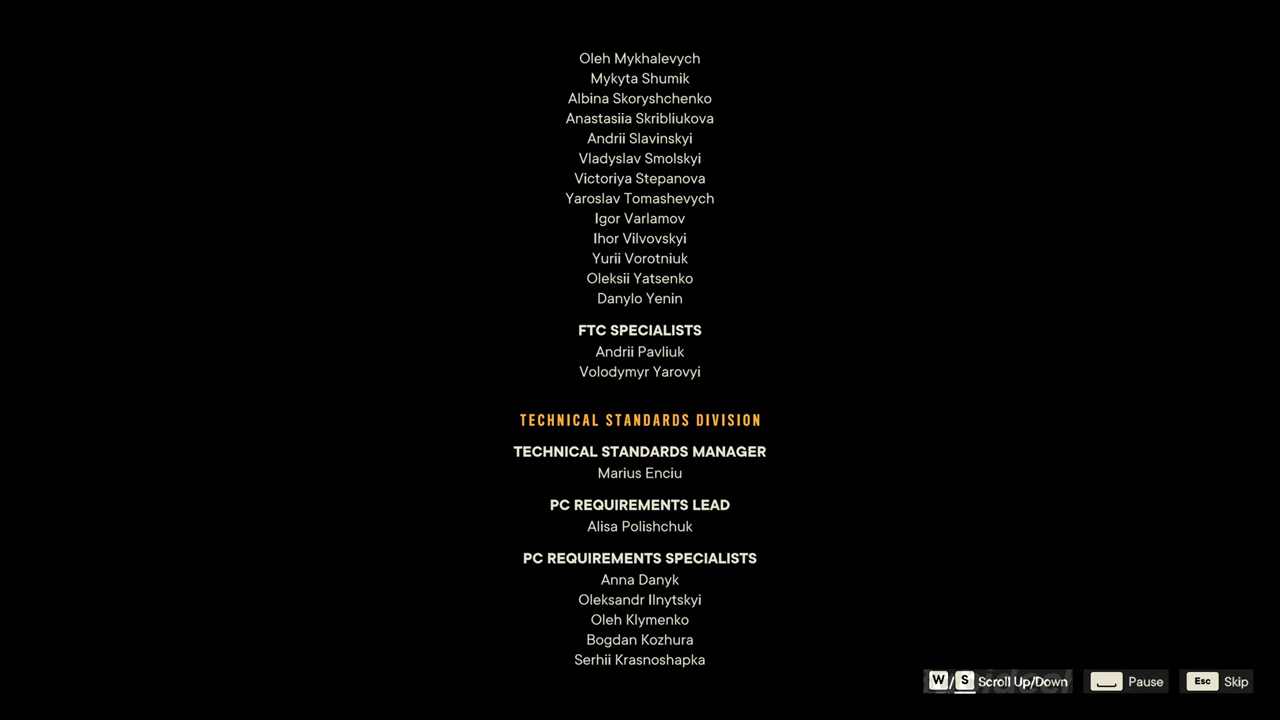 Oleh Mykhalevych
Mykyta Shumik
Albina Skoryshchenko
Anastasiia Skribliukova
Andrii Slavinskyi
Vladyslav Smolskyi
Victoriya Stepanova
Yaroslav Tomashevych
Igor Varlamov
Ihor Vilvovskyi
Yurii Vorotniuk
Oleksii Yatsenko
Danylo Yenin
FTC SPECIALISTS
Andrii Pavliuk
Volodymyr Yarovyi
TECHNICAL STANDARDS DIVISION
TECHNICAL STANDARDS MANAGER
Marius Enciu
PC REQUIREMENTS LEAD
Alisa Polishchuk
PC REQUIREMENTS SPECIALISTS
Anna Danyk
Oleksandr Ilnytskyi
Oleh Klymenko
Bogdan Kozhura
Serhii Krasnoshapka
W/S Scroll Up/Down Pause Esc Skip